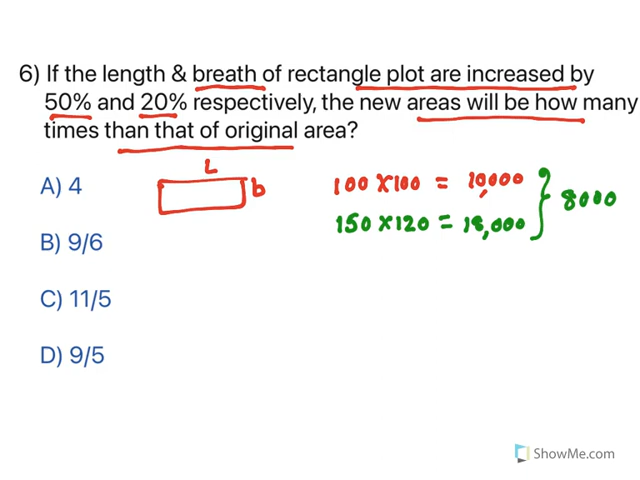 6) If the length & breath of rectangle plot are increased by
50% and 20% respectively, the new areas will be how many
times than that of original area?
A) 4
L
b
100 × 100 = 10,000
150 × 120 = 18,000
8000
B) 9/6
C) 11/5
D) 9/5
ShowMe.com